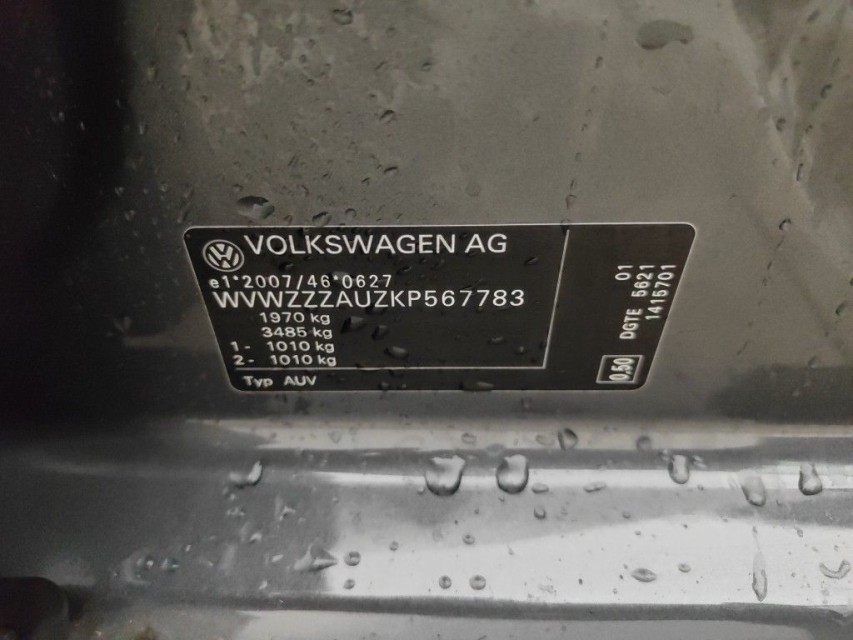 VOLKSWAGEN AG
e1*2007/46*0627
WVWZZZAUZKP567783
1970 kg
3485 kg
1- 1010 kg
2- 1010 kg
Typ AUV
01
DGTE 5621
1415701
0,50